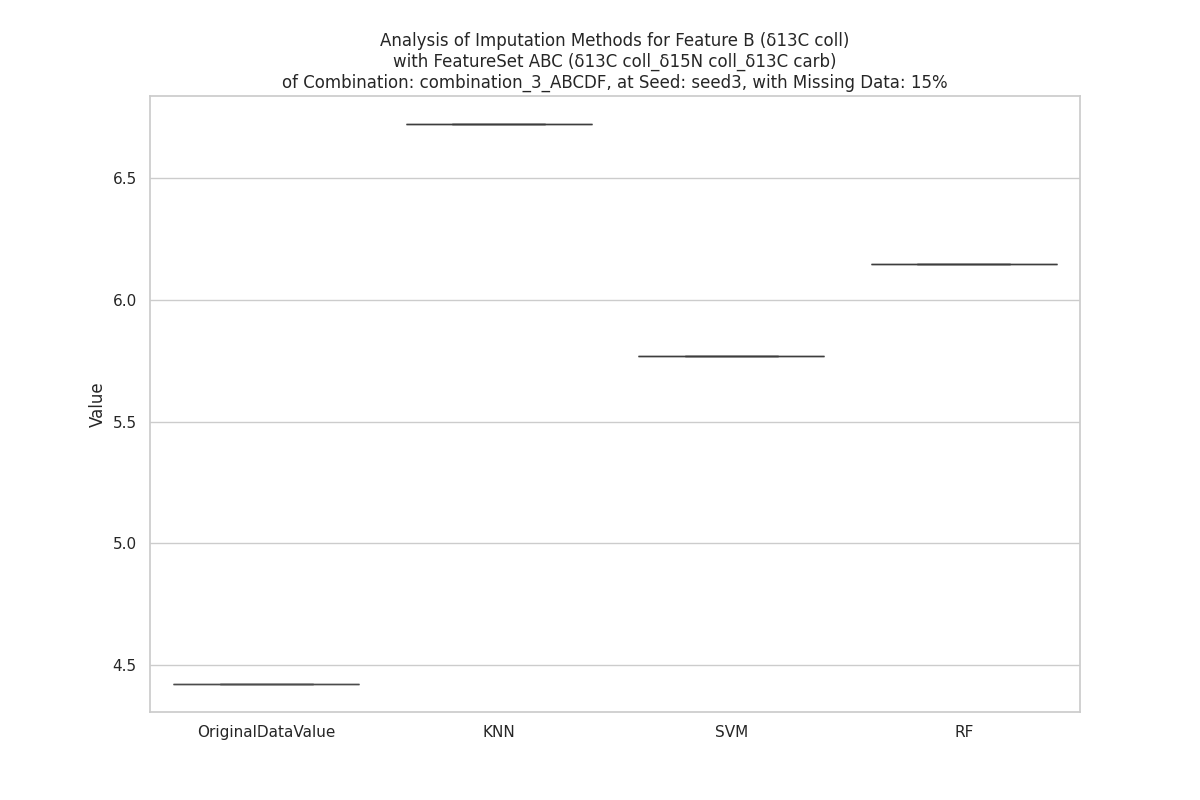 Analysis of Imputation Methods for Feature B (δ13C coll)
with FeatureSet ABC (δ13C coll_δ15N coll_δ13C carb)
of Combination: combination_3_ABCDF, at Seed: seed3, with Missing Data: 15%
6.5
6.0
5.5
5.0
4.5
Value
OriginalDataValue KNN SVM RF